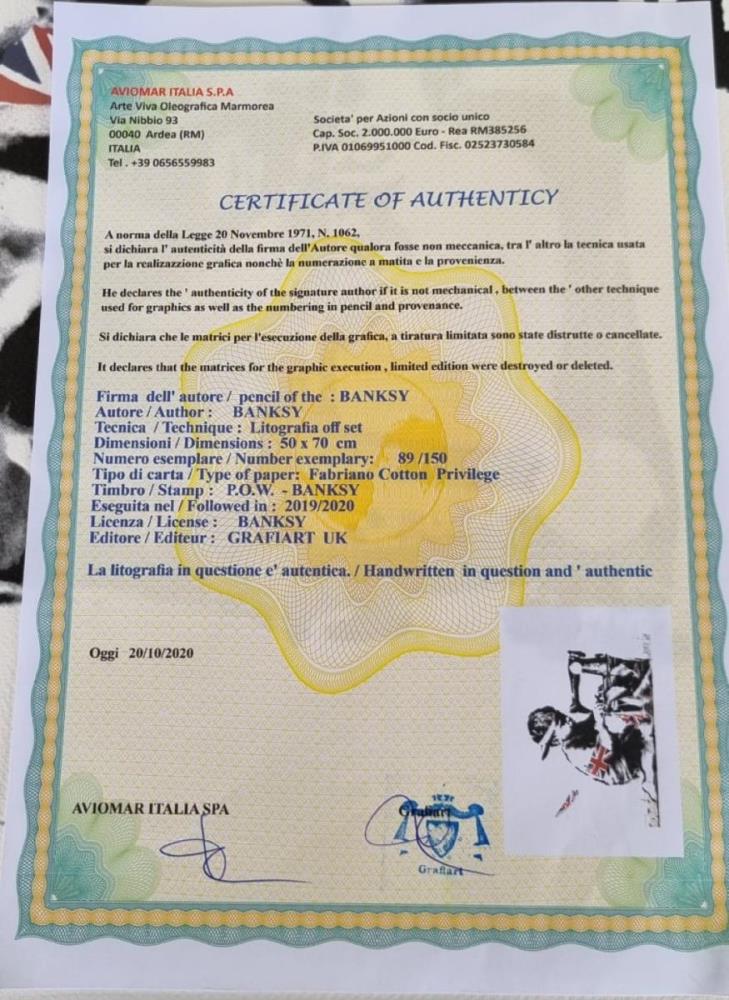 AVIOMAR ITALIA S.P.A
Arte Viva Oleografica Marmorea
Via Nibbio 93
00040 Ardea (RM)
ITALIA
Tel . +39 0656559983
Societa' per Azioni con socio unico
Cap. Soc. 2.000.000 Euro - Rea RM385256
P.IVA 01069951000 Cod. Fisc. 02523730584
CERTIFICATE OF AUTHENTICY
A norma della Legge 20 Novembre 1971, N. 1062,
si dichiara l' autenticità della firma dell'Autore qualora fosse non meccanica, tra l' altro la tecnica usata
per la realizazzione grafica nonchè la numerazione a matita e la provenienza.
He declares the ' authenticity of the signature author if it is not mechanical , between the ' other technique
used for graphics as well as the numbering in pencil and provenance.
Si dichiara che le matrici per l'esecuzione della grafica, a tiratura limitata sono state distrutte o cancellate.
It declares that the matrices for the graphic execution , limited edition were destroyed or deleted.
Firma dell' autore / pencil of the : BANKSY
Autore / Author : BANKSY
Tecnica / Technique : Litografia off set
Dimensioni / Dimensions : 50 x 70 cm
Numero esemplare / Number exemplary: 89 /150
Tipo di carta / Type of paper: Fabriano Cotton Privilege
Timbro / Stamp : P.O.W. - BANKSY
Eseguita nel / Followed in : 2019/2020
Licenza / License : BANKSY
Editore / Editeur : GRAFIART UK
La litografia in questione e' autentica. / Handwritten in question and ' authentic
Oggi 20/10/2020
AVIOMAR ITALIA SPA
Grafiart
Grafiart